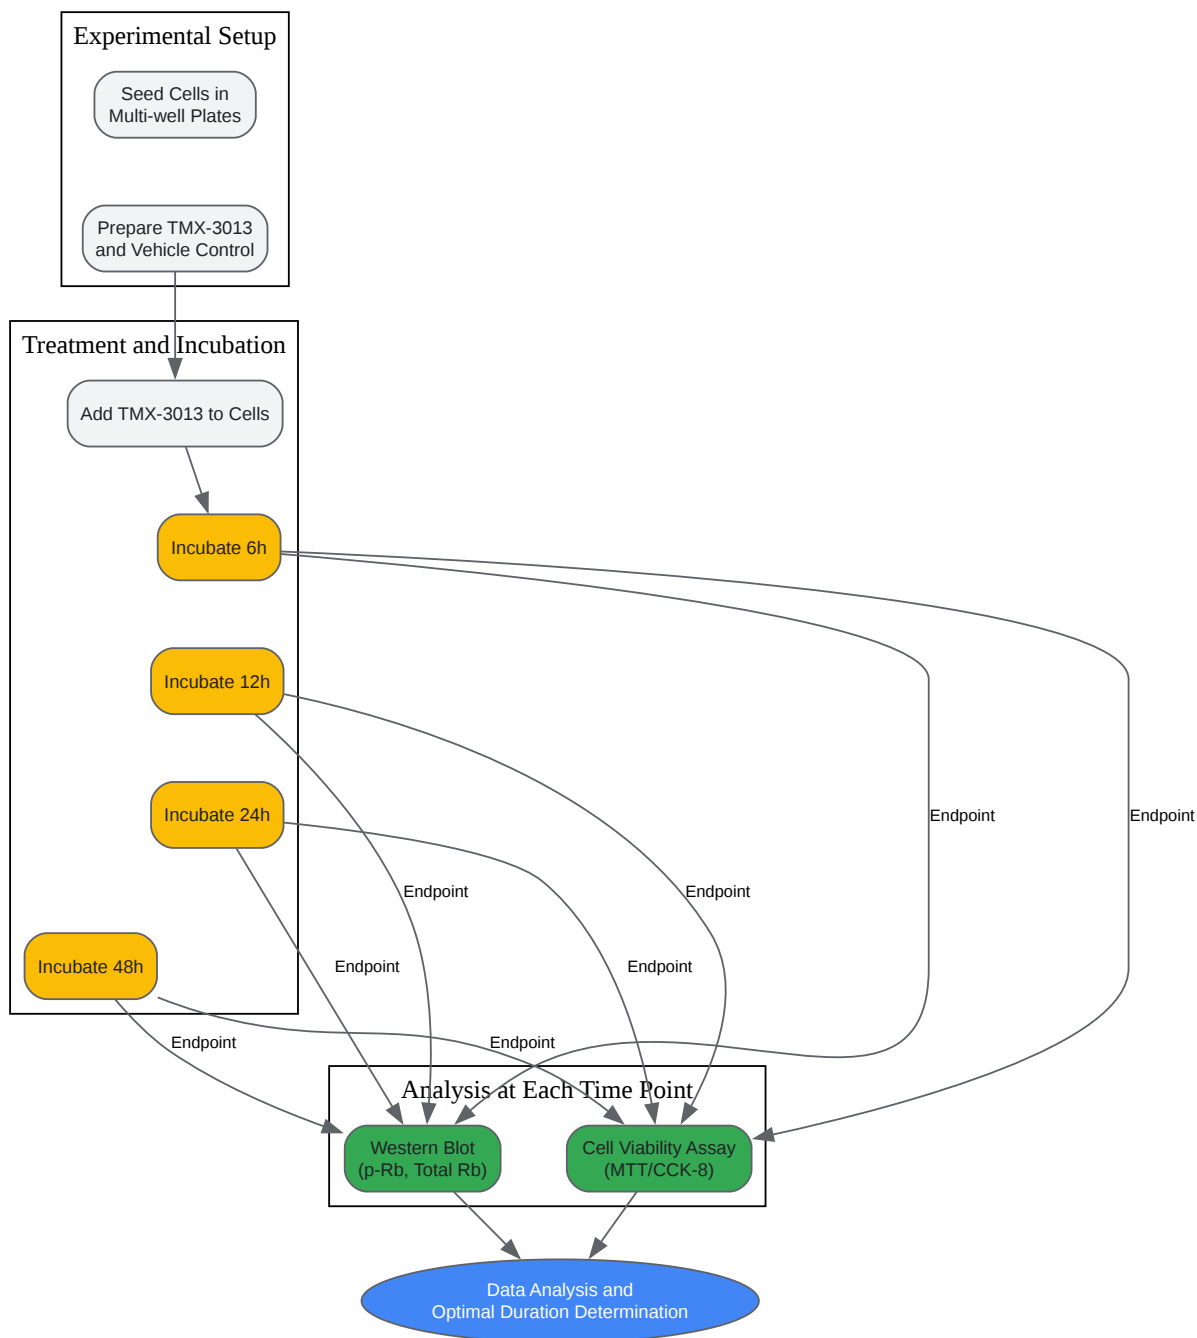 Experimental Setup
Seed Cells in
Multi-well Plates
Prepare TMX-3013
and Vehicle Control
Treatment and Incubation
Add TMX-3013 to Cells
Incubate 6h
Incubate 12h
Incubate 24h
Endpoint
Endpoint
Endpoint
Endpoint
Incubate 48h
Endpoint
Endpoint
Endpoint
Endpoint
Analysis at Each Time Point
Western Blot
(p-Rb, Total Rb)
Cell Viability Assay
(MTT/CCK-8)
Data Analysis and
Optimal Duration Determination